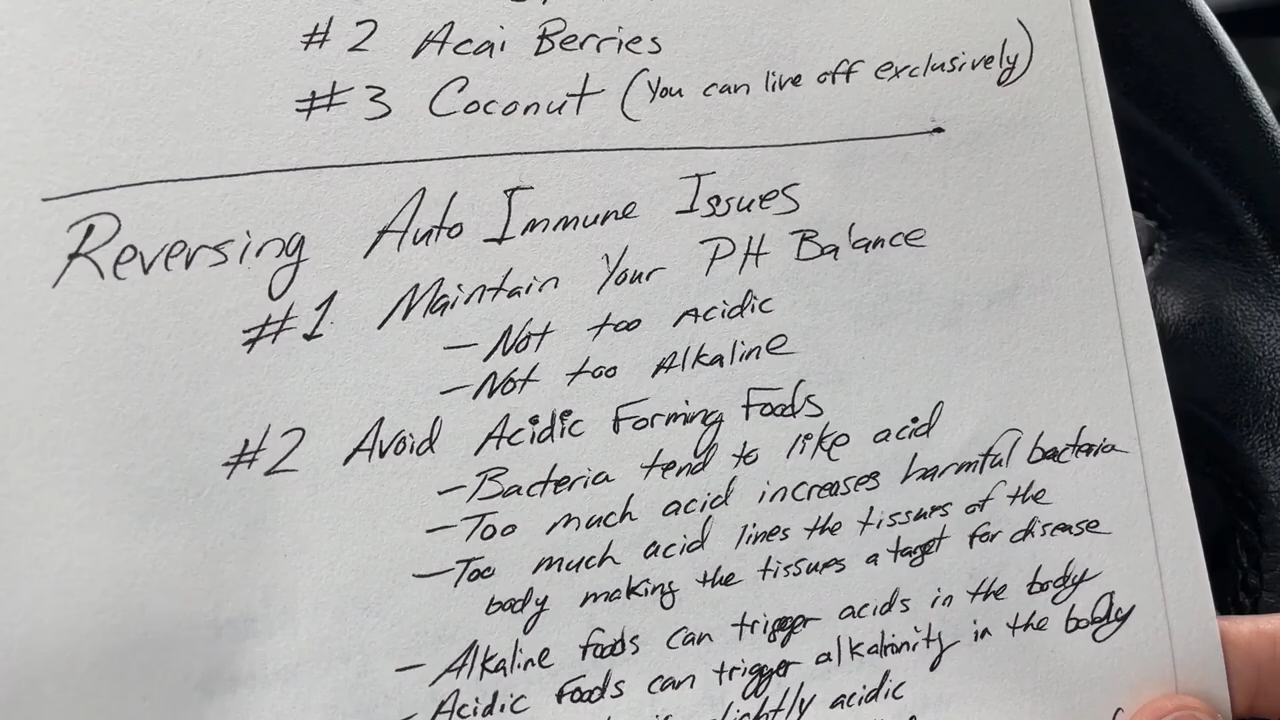 #2 Acai Berries
#3 Coconut (You can live off exclusively)
Reversing Auto Immune Issues
#1 Maintain Your PH Balance
- Not too Acidic
- Not too Alkaline
#2 Avoid Acidic Forming Foods
- Bacteria tend to like acid
- Too much acid increases harmful bacteria
- Too much acid lines the tissues of the
body making the tissues a target for disease
- Alkaline foods can trigger acids in the body
- Acidic Foods can trigger alkalinity in the body
slightly acidic